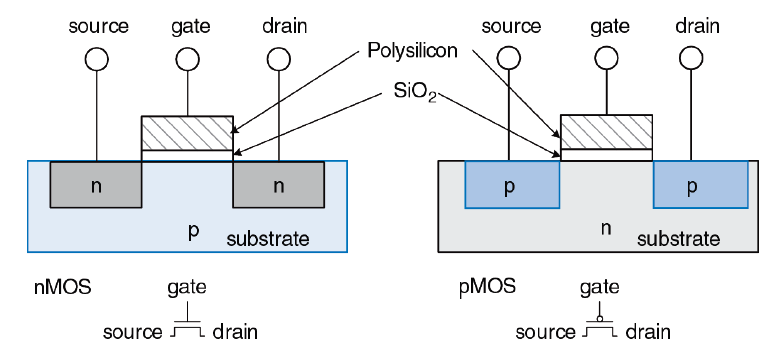 source gate drain
source gate drain
Polysilicon
SiO₂
n
n
p
substrate
p
p
n
substrate
nMOS
gate
source
drain
pMOS
gate
source
drain